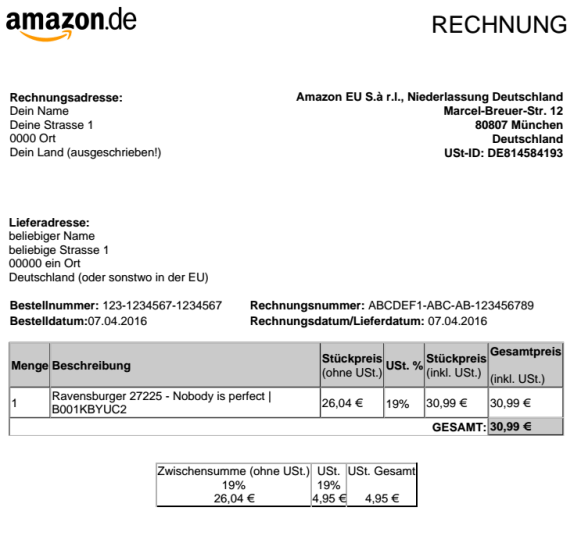 amazon.de
RECHNUNG
Rechnungsadresse:
Dein Name
Deine Strasse 1
0000 Ort
Dein Land (ausgeschrieben!)
Amazon EU S.à r.l., Niederlassung Deutschland
Marcel-Breuer-Str. 12
80807 München
Deutschland
USt-ID: DE814584193
Lieferadresse:
beliebiger Name
beliebige Strasse 1
00000 ein Ort
Deutschland (oder sonstwo in der EU)
Bestellnummer: 123-1234567-1234567 Rechnungsnummer: ABCDEF1-ABC-AB-123456789
Bestelldatum:07.04.2016 Rechnungsdatum/Lieferdatum: 07.04.2016
Menge Beschreibung Stückpreis (ohne USt.) USt. % Stückpreis (inkl. USt.) Gesamtpreis (inkl. USt.)
1 Ravensburger 27225 - Nobody is perfect | B001KBYUC2 26,04 € 19% 30,99 € 30,99 €
GESAMT: 30,99 €
Zwischensumme (ohne USt.) USt. USt. Gesamt
19% 19%
26,04 € 4,95 € 4,95 €